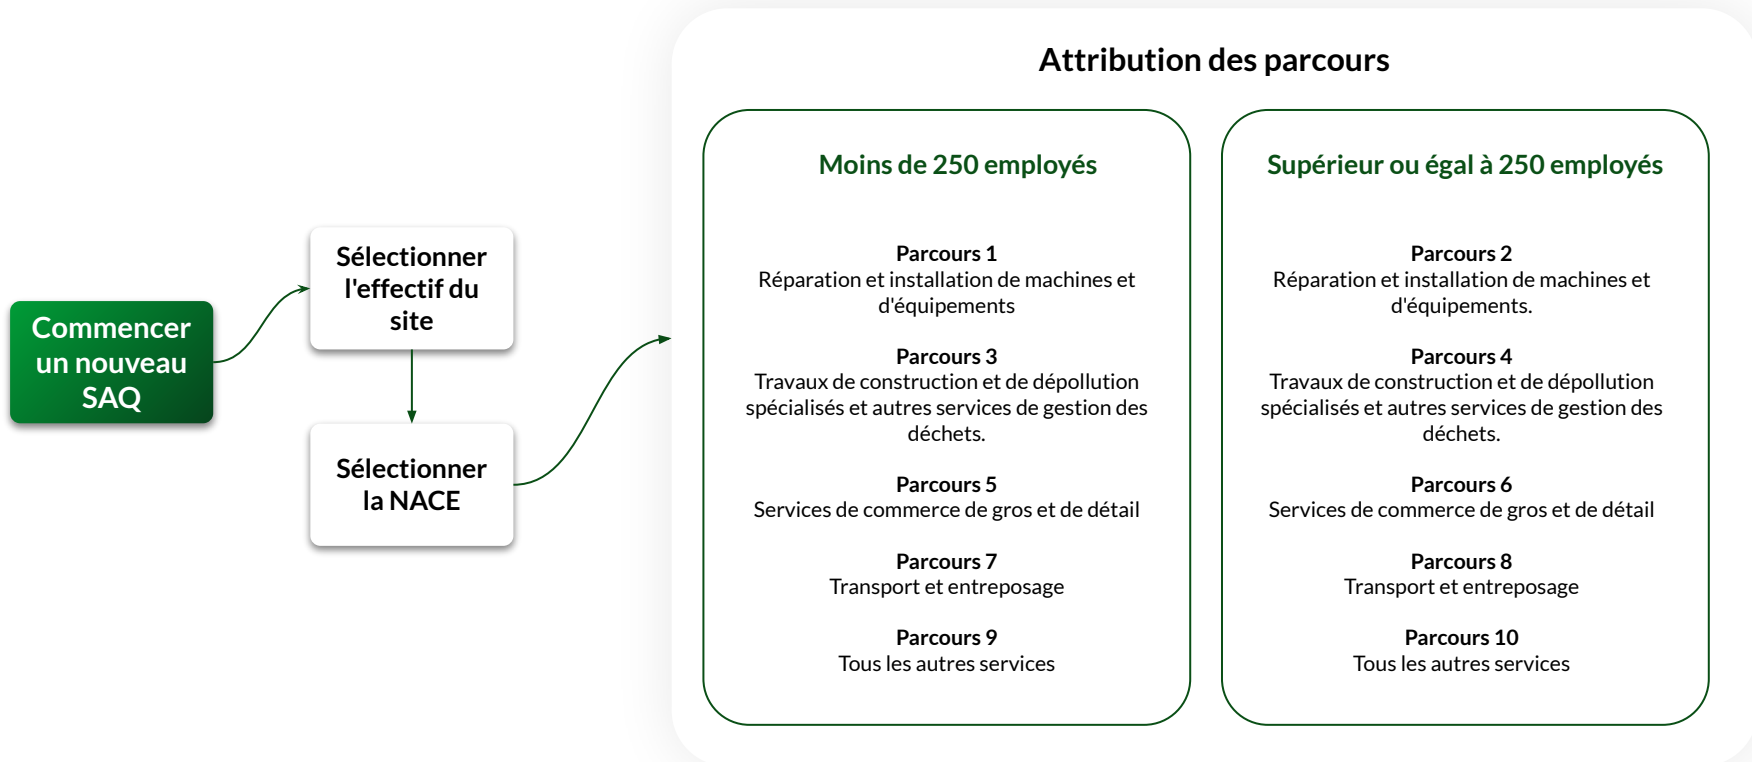 Commencer
un nouveau
SAQ
Sélectionner
l'effectif du
site
Sélectionner
la NACE
Attribution des parcours
Moins de 250 employés
Parcours 1
Réparation et installation de machines et
d'équipements
Parcours 3
Travaux de construction et de dépollution
spécialisés et autres services de gestion des
déchets.
Parcours 5
Services de commerce de gros et de détail
Parcours 7
Transport et entreposage
Parcours 9
Tous les autres services
Supérieur ou égal à 250 employés
Parcours 2
Réparation et installation de machines et
d'équipements.
Parcours 4
Travaux de construction et de dépollution
spécialisés et autres services de gestion des
déchets.
Parcours 6
Services de commerce de gros et de détail
Parcours 8
Transport et entreposage
Parcours 10
Tous les autres services